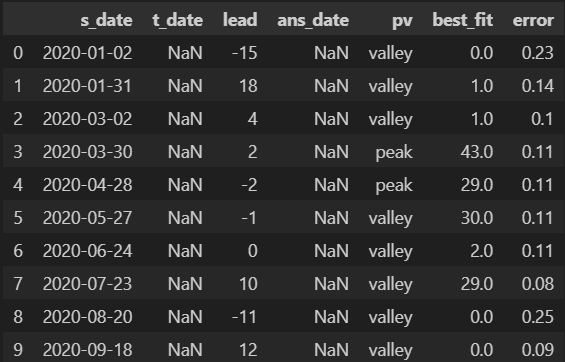 s_date t_date lead ans_date pv best_fit error
0 2020-01-02 NaN -15 NaN valley 0.0 0.23
1 2020-01-31 NaN 18 NaN valley 1.0 0.14
2 2020-03-02 NaN 4 NaN valley 1.0 0.1
3 2020-03-30 NaN 2 NaN peak 43.0 0.11
4 2020-04-28 NaN -2 NaN peak 29.0 0.11
5 2020-05-27 NaN -1 NaN valley 30.0 0.11
6 2020-06-24 NaN 0 NaN valley 2.0 0.11
7 2020-07-23 NaN 10 NaN valley 29.0 0.08
8 2020-08-20 NaN -11 NaN valley 0.0 0.25
9 2020-09-18 NaN 12 NaN valley 0.0 0.09